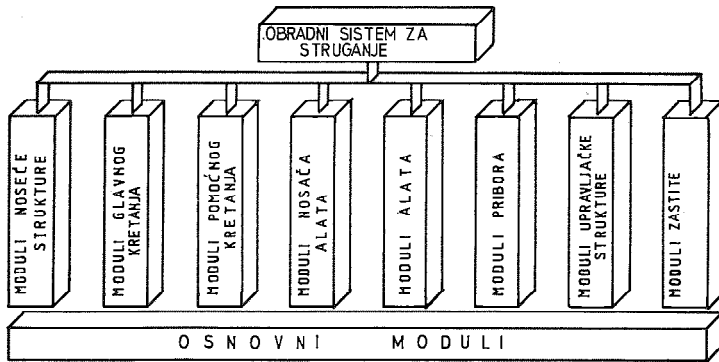 OBRADNI SISTEM ZA
STRUGANJE
MODULI NOSEĆE
STRUKTURE
MODULI GLAVNOG
KRETANJA
MODULI POMOĆNOG
KRETANJA
MODULI NOSAČA
ALATA
MODULI ALATA
MODULI PRIBORA
MODULI UPRAVLJAČKE
STRUKTURE
MODULI ZAŠTITE
OSNOVNI MODULI